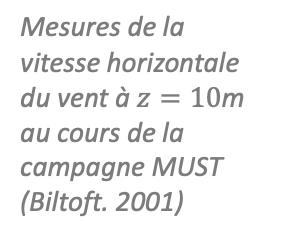 Mesures de la
vitesse horizontale
du vent à z = 10m
au cours de la
campagne MUST
(Biltoft. 2001)